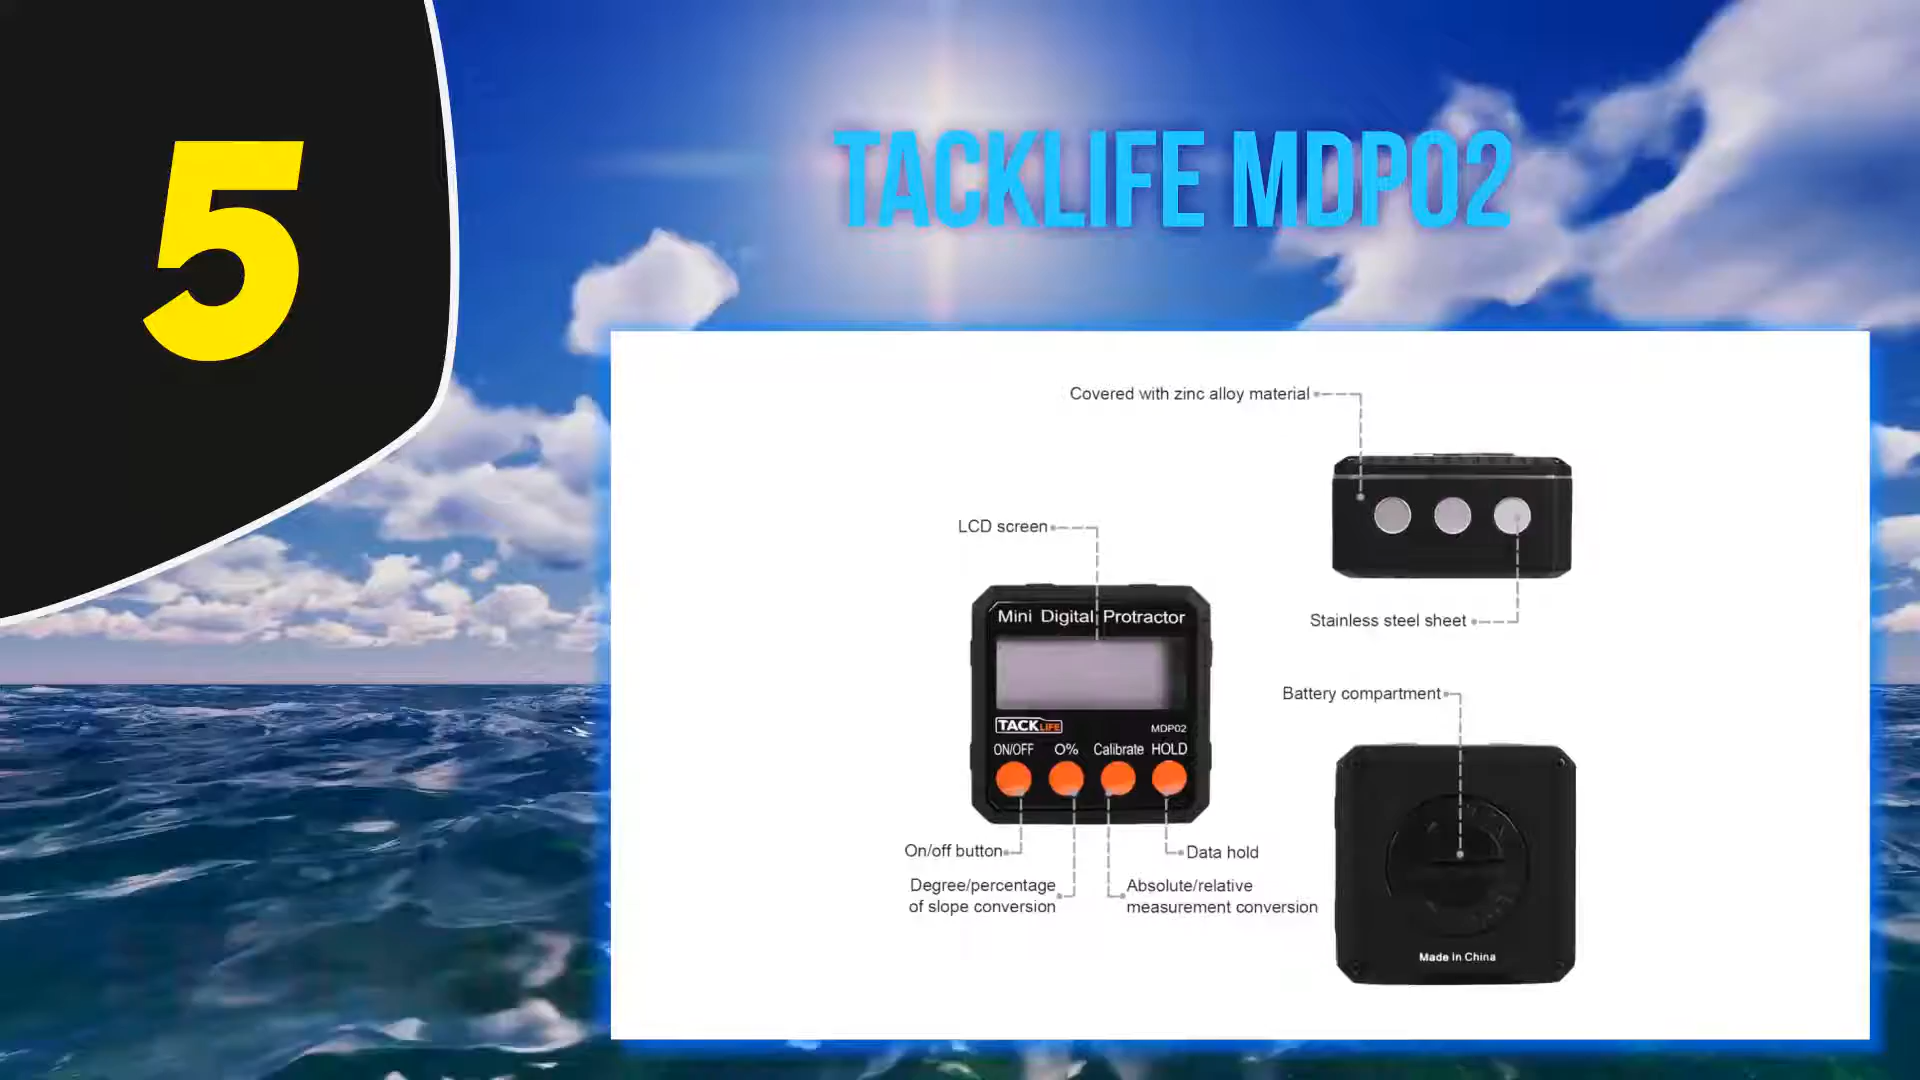 5
TACKLIFE MDP02
Covered with zinc alloy material
LCD screen
Mini Digital Protractor
Stainless steel sheet
Battery compartment
TACKLIFE
MDP02
ON/OFF O% Calibrate HOLD
On/off button
Data hold
Degree/percentage
of slope conversion
Absolute/relative
measurement conversion
Made in China